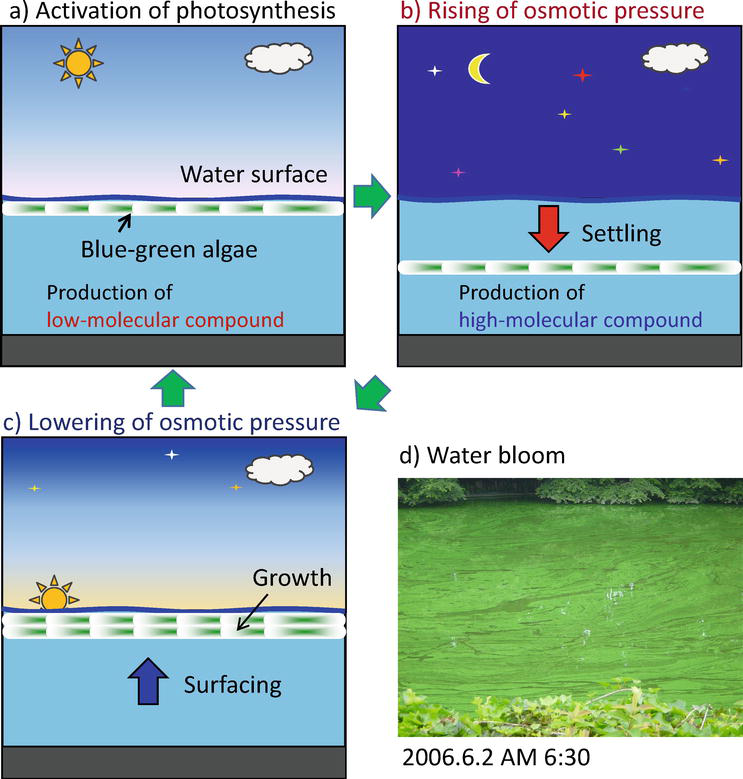 a) Activation of photosynthesis
Water surface
Blue-green algae
Production of
low-molecular compound
b) Rising of osmotic pressure
Settling
Production of
high-molecular compound
c) Lowering of osmotic pressure
Growth
Surfacing
d) Water bloom
2006.6.2 AM 6:30